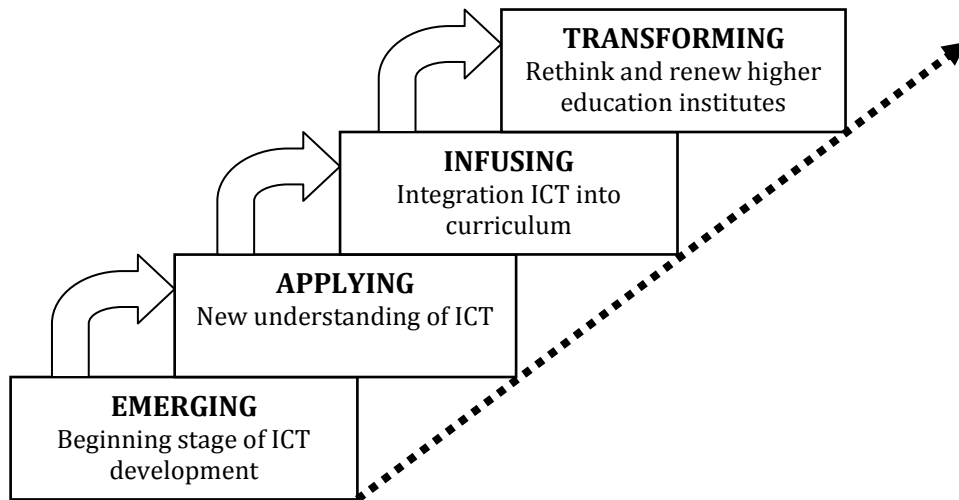 TRANSFORMING
Rethink and renew higher
education institutes
INFUSING
Integration ICT into
curriculum
APPLYING
New understanding of ICT
EMERGING
Beginning stage of ICT
development